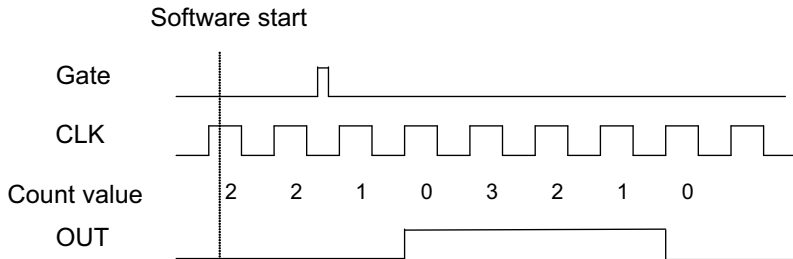 Software start
Gate
CLK
Count value 2 2 1 0 3 2 1 0
OUT